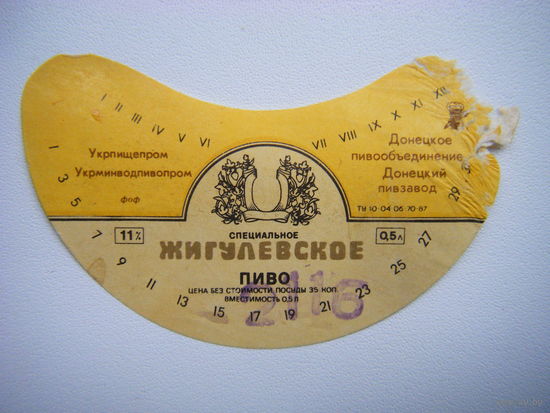 I II III IV V VI VII VIII IX X XI XII
Укрпищепром
Укрминводпивопром
фоф
Донецкое
пивообъединение
Донецкий
пивзавод
ТУ 10·04·06·70-87
11%
СПЕЦИАЛЬНОЕ
0,5л
ЖИГУЛЕВСКОЕ
ПИВО
ЦЕНА БЕЗ СТОИМОСТИ ПОСУДЫ 35 КОП.
ВМЕСТИМОСТЬ 0,5 Л
1 3 5 7 9 11 13 15 17 19 21 23 25 27 29
2116